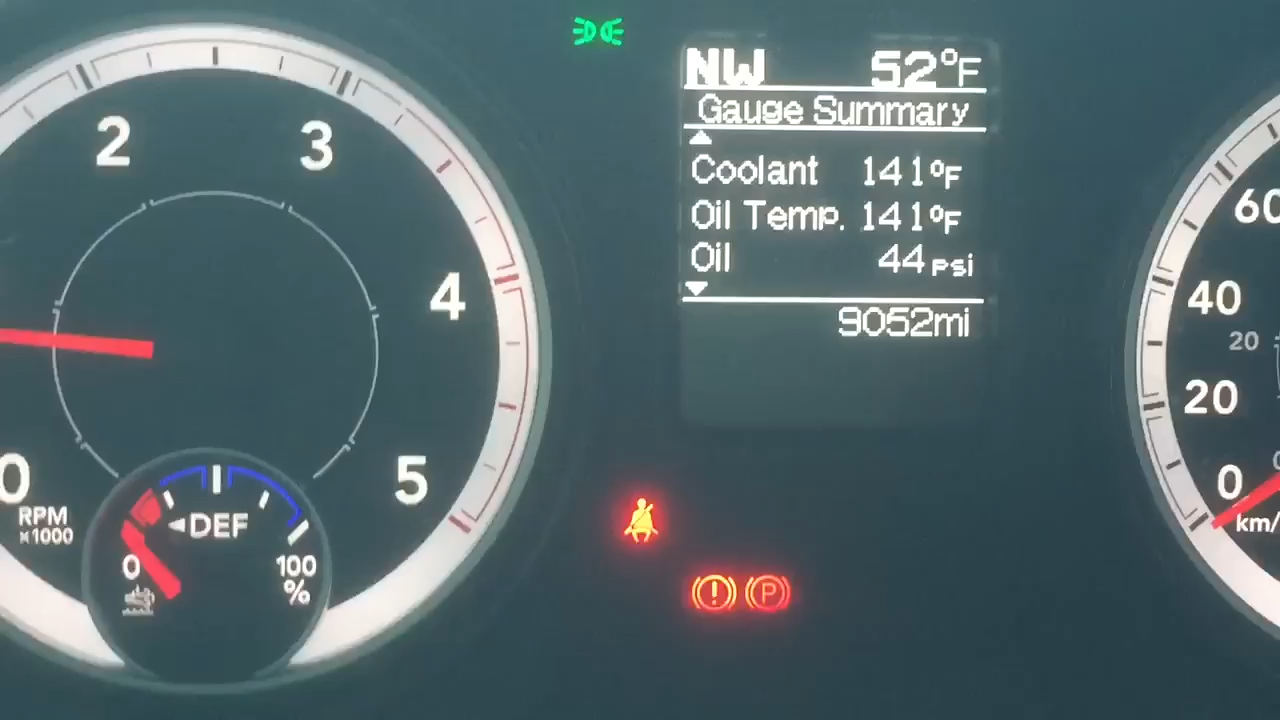 NW 52°F
Gauge Summary
Coolant 141°F
Oil Temp. 141°F
Oil 44 psi
9052mi
2
3
4
5
0
RPM
x1000
DEF
0
100
%
!
P
60
40
20
20
0
0
km/